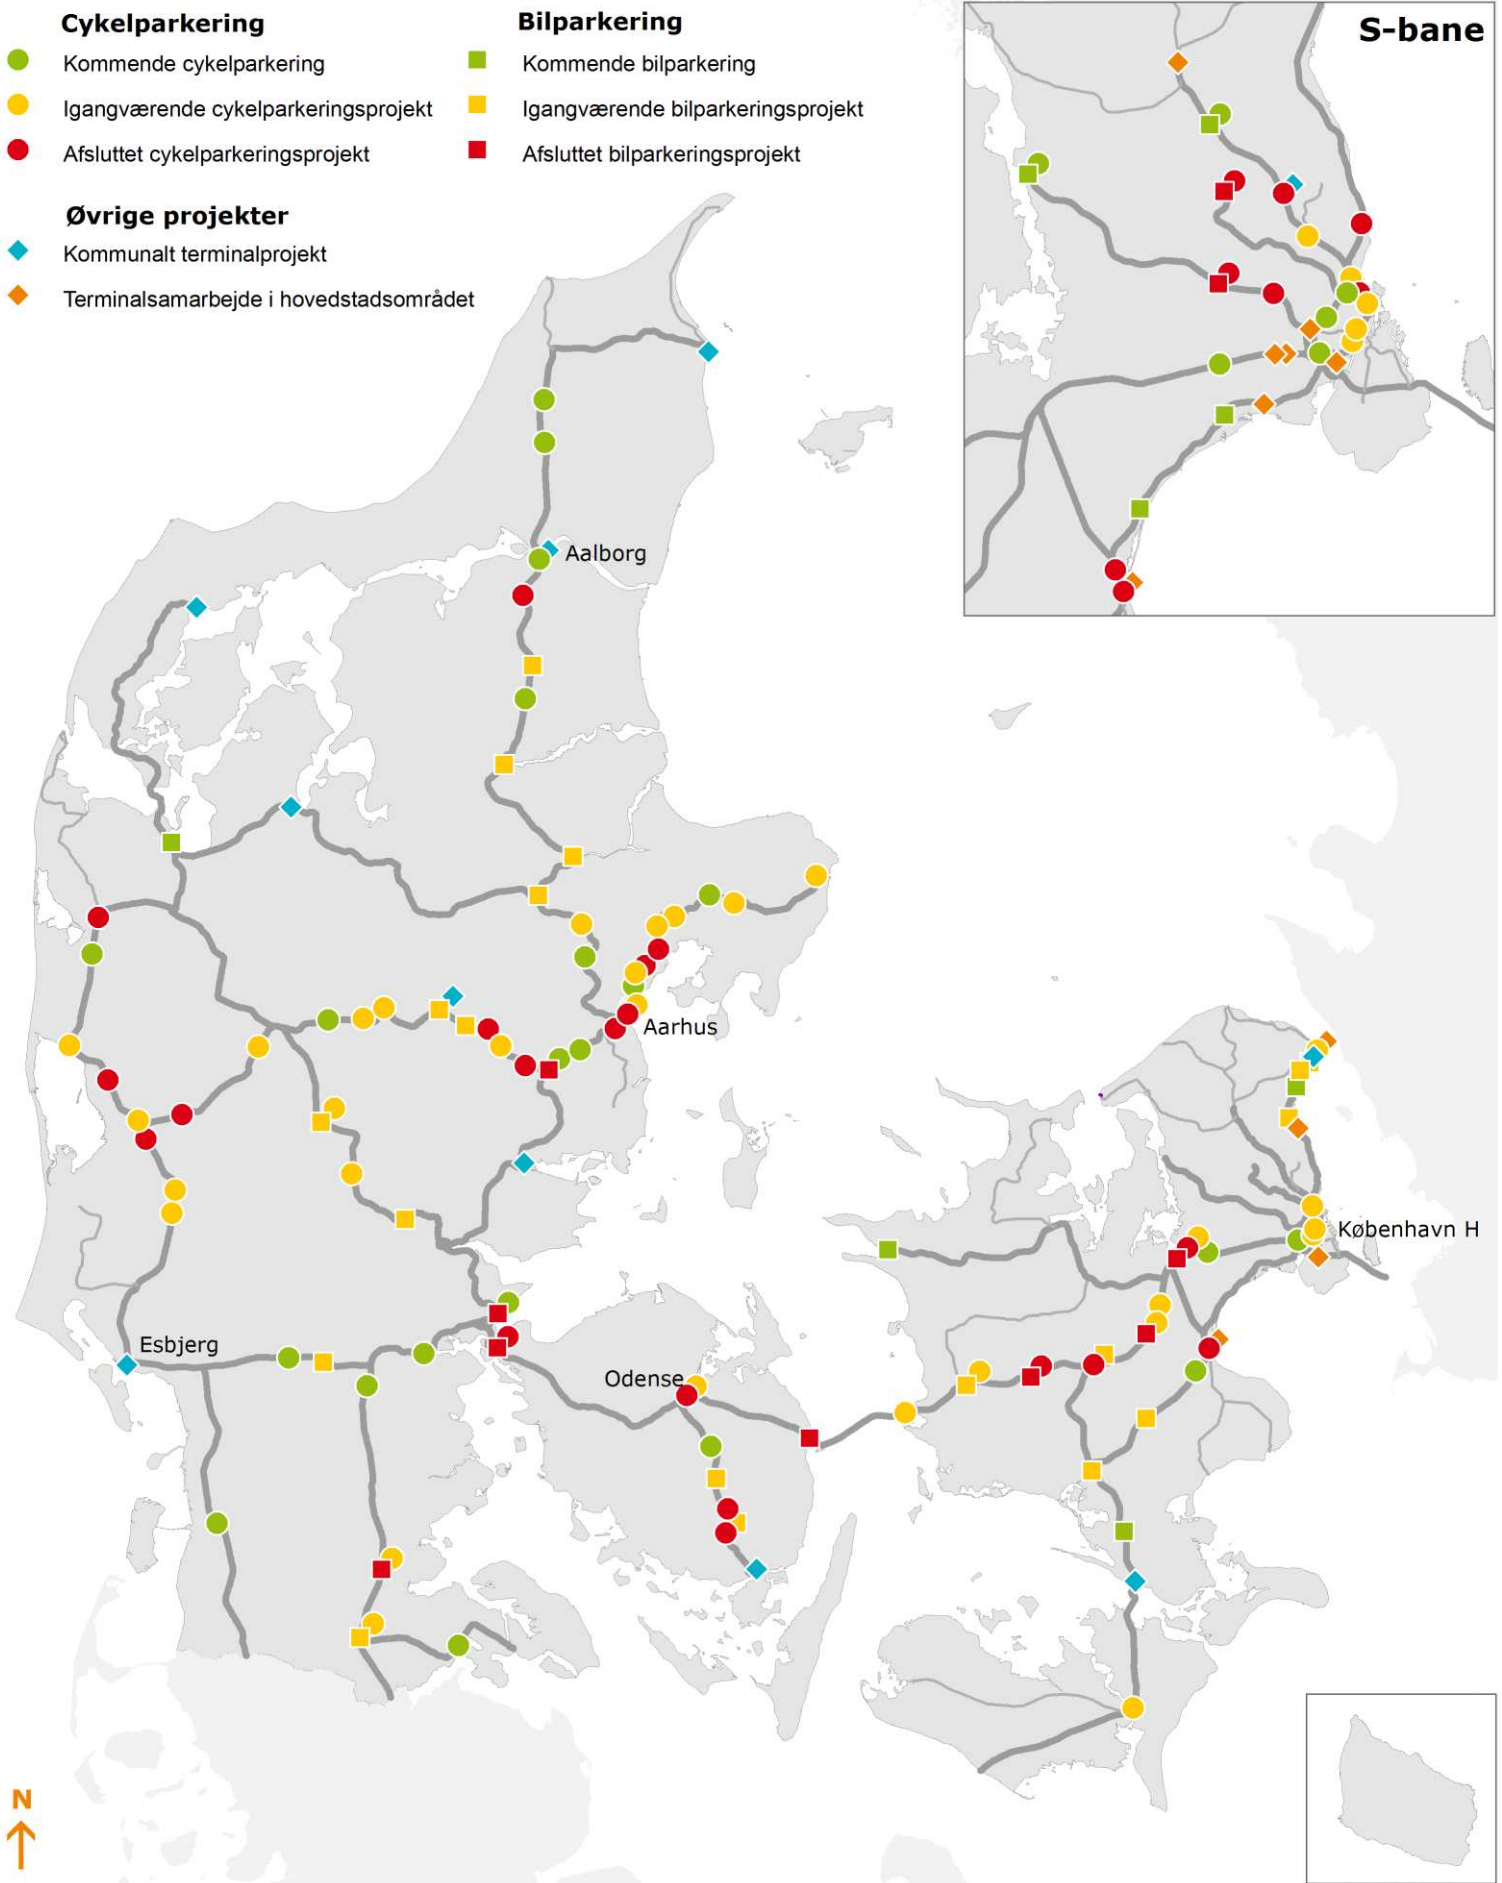 Cykelparkering
Kommende cykelparkering
Igangværende cykelparkeringsprojekt
Afsluttet cykelparkeringsprojekt
Bilparkering
Kommende bilparkering
Igangværende bilparkeringsprojekt
Afsluttet bilparkeringsprojekt
Øvrige projekter
Kommunalt terminalprojekt
Terminalsamarbejde i hovedstadsområdet
S-bane
Aalborg
Aarhus
København H
Esbjerg
Odense
N